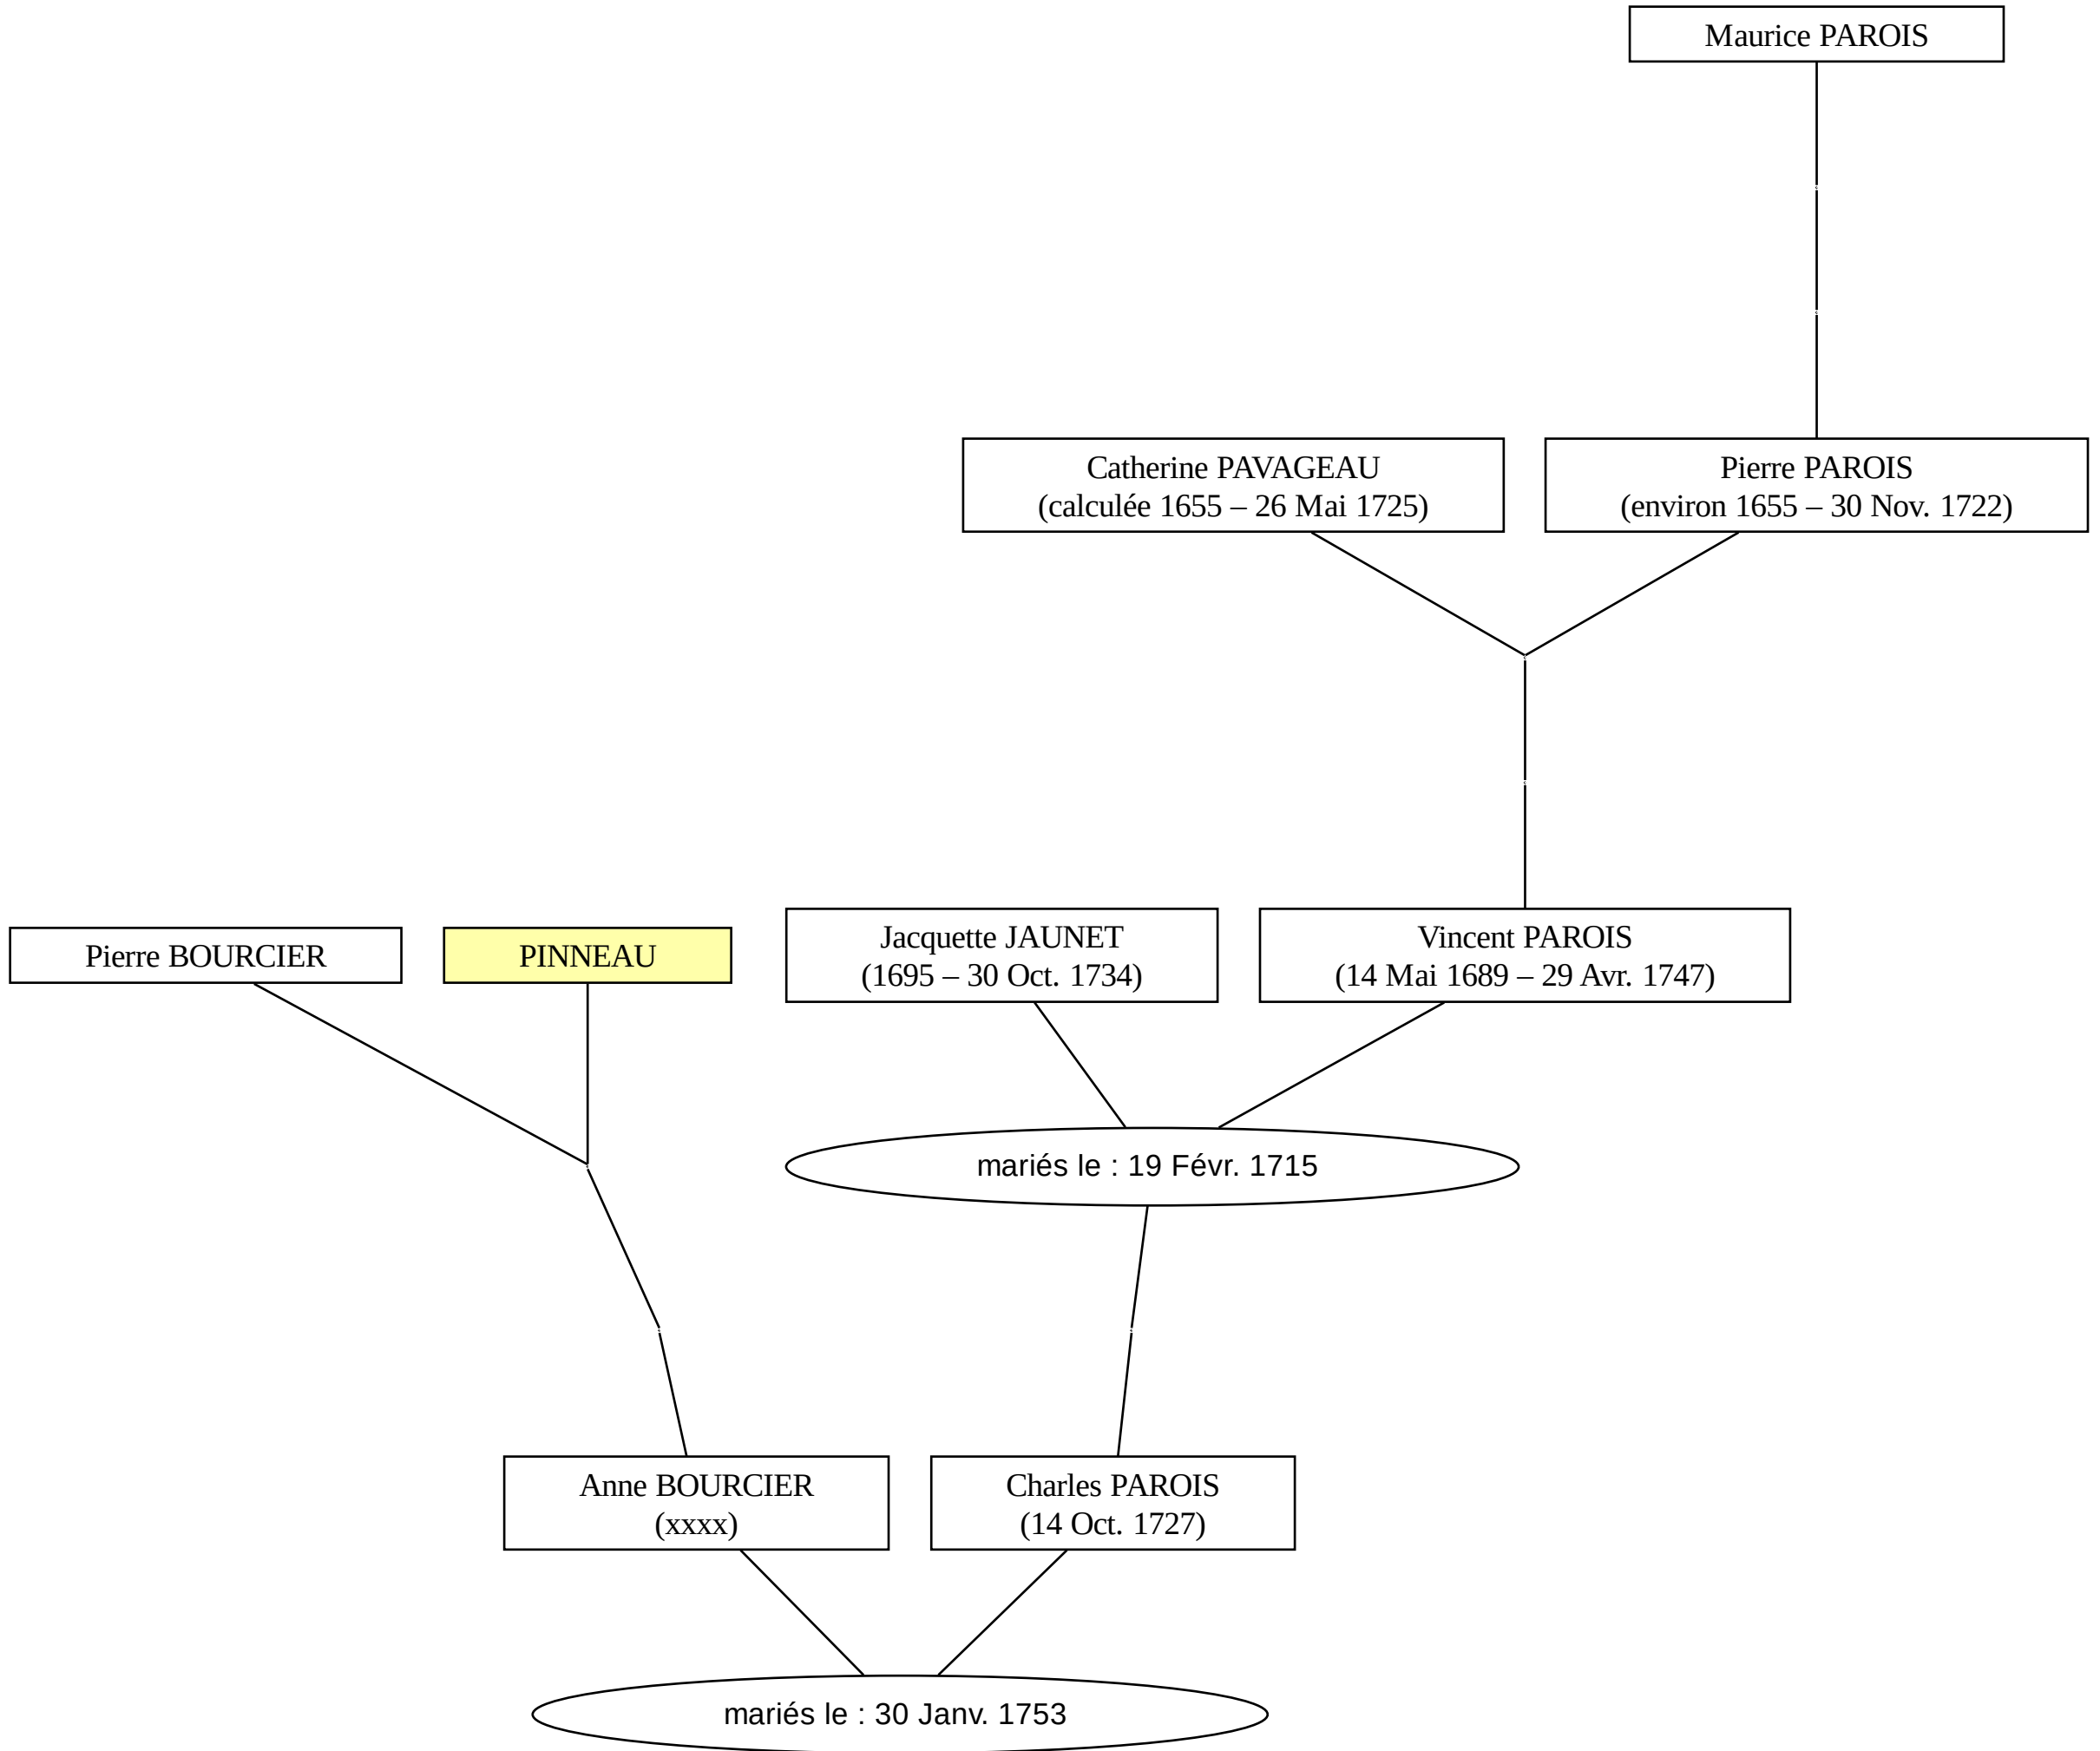 Maurice PAROIS
Catherine PAVAGEAU
(calculée 1655 – 26 Mai 1725)
Pierre PAROIS
(environ 1655 – 30 Nov. 1722)
Pierre BOURCIER
PINNEAU
Jacquette JAUNET
(1695 – 30 Oct. 1734)
Vincent PAROIS
(14 Mai 1689 – 29 Avr. 1747)
mariés le : 19 Févr. 1715
Anne BOURCIER
(xxxx)
Charles PAROIS
(14 Oct. 1727)
mariés le : 30 Janv. 1753